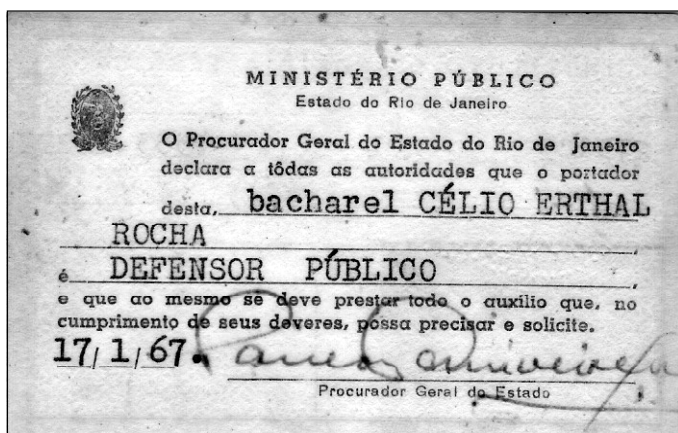 MINISTÉRIO PÚBLICO
Estado do Rio de Janeiro
O Procurador Geral do Estado do Rio de Janeiro
declara a tôdas as autoridades que o portador
desta, bacharel CÉLIO ERTHAL
ROCHA
é DEFENSOR PÚBLICO
e que ao mesmo se deve prestar todo o auxilio que, no
cumprimento de seus deveres, possa precisar e solicite.
17/1/67.
Procurador Geral do Estado